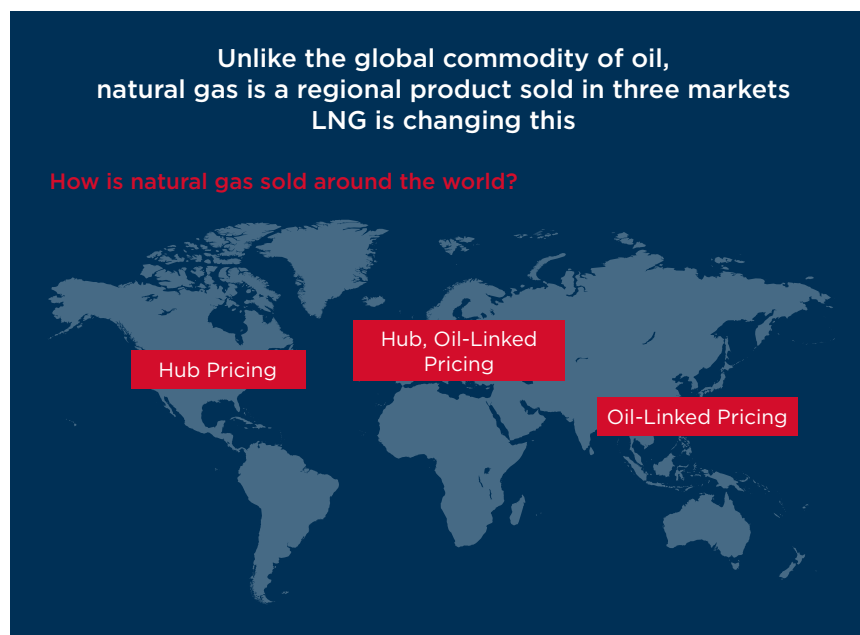 Unlike the global commodity of oil,
natural gas is a regional product sold in three markets
LNG is changing this
How is natural gas sold around the world?
Hub Pricing
Hub, Oil-Linked
Pricing
Oil-Linked Pricing